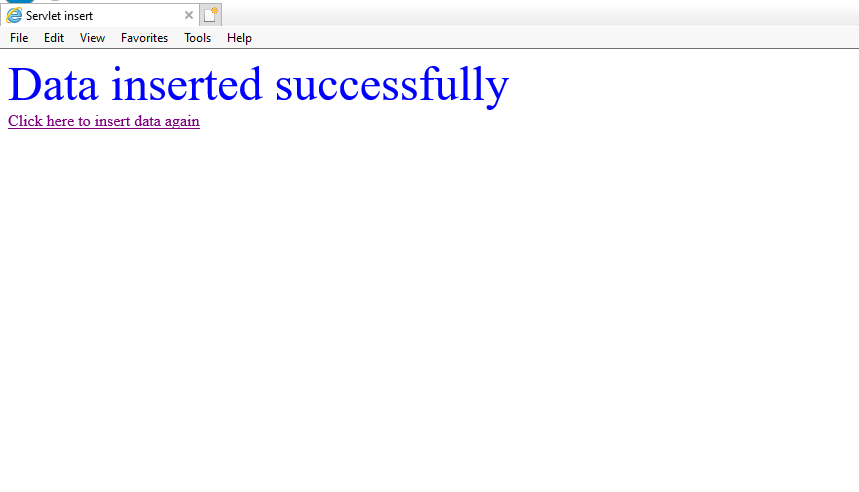 Servlet insert
File Edit View Favorites Tools Help
Data inserted successfully
Click here to insert data again